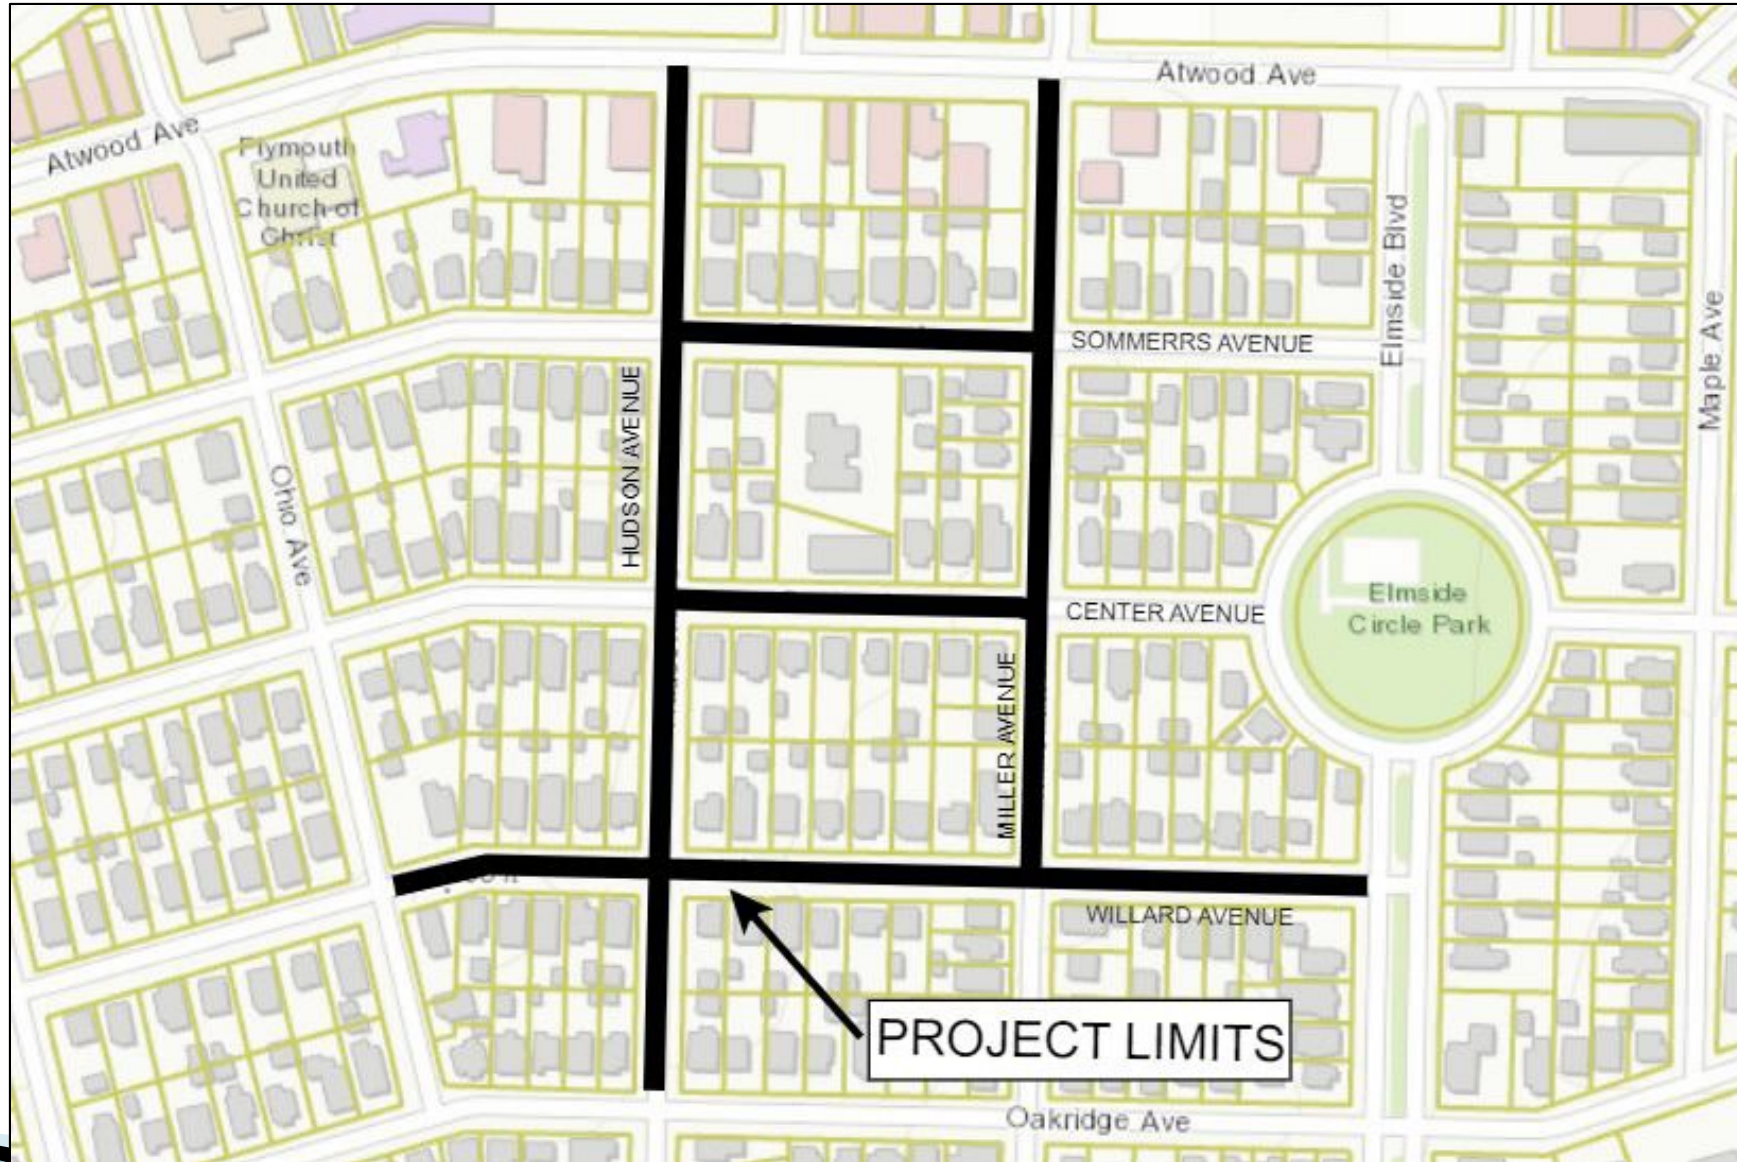 Atwood Ave
Atwood Ave
Plymouth
United
Church of
Christ
Elmside Blvd
SOMMERRS AVENUE
Maple Ave
HUDSON AVENUE
Ohio Ave
Elmside
Circle Park
CENTER AVENUE
MILLER AVENUE
WILLARD AVENUE
PROJECT LIMITS
Oakridge Ave